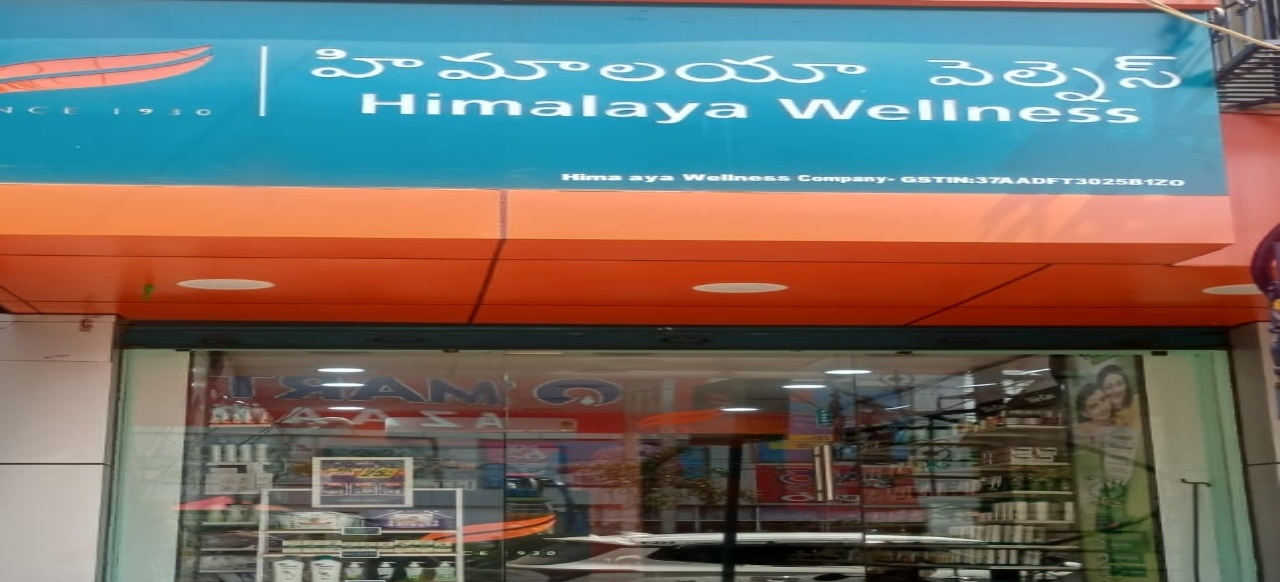 హిమాలయా వెల్నెస్
Himalaya Wellness
NCE 1930
Hima aya Wellness Company- GSTIN:37AADFT3025B1ZO